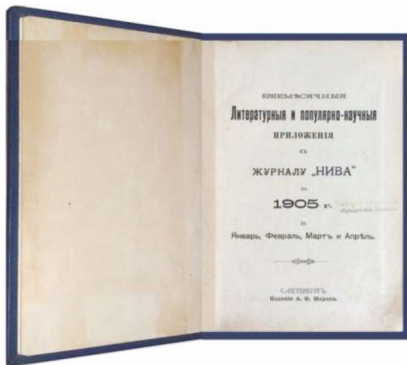 ЕЖЕМѢСЯЧНЫЯ
Литературныя и популярно-научныя
ПРИЛОЖЕНІЯ
КЪ
ЖУРНАЛУ „НИВА“
на
1905 г.
за
Январь, Февраль, Мартъ и Апрѣль.
С.-ПЕТЕРБУРГЪ.
Изданіе А. Ф. Маркса.